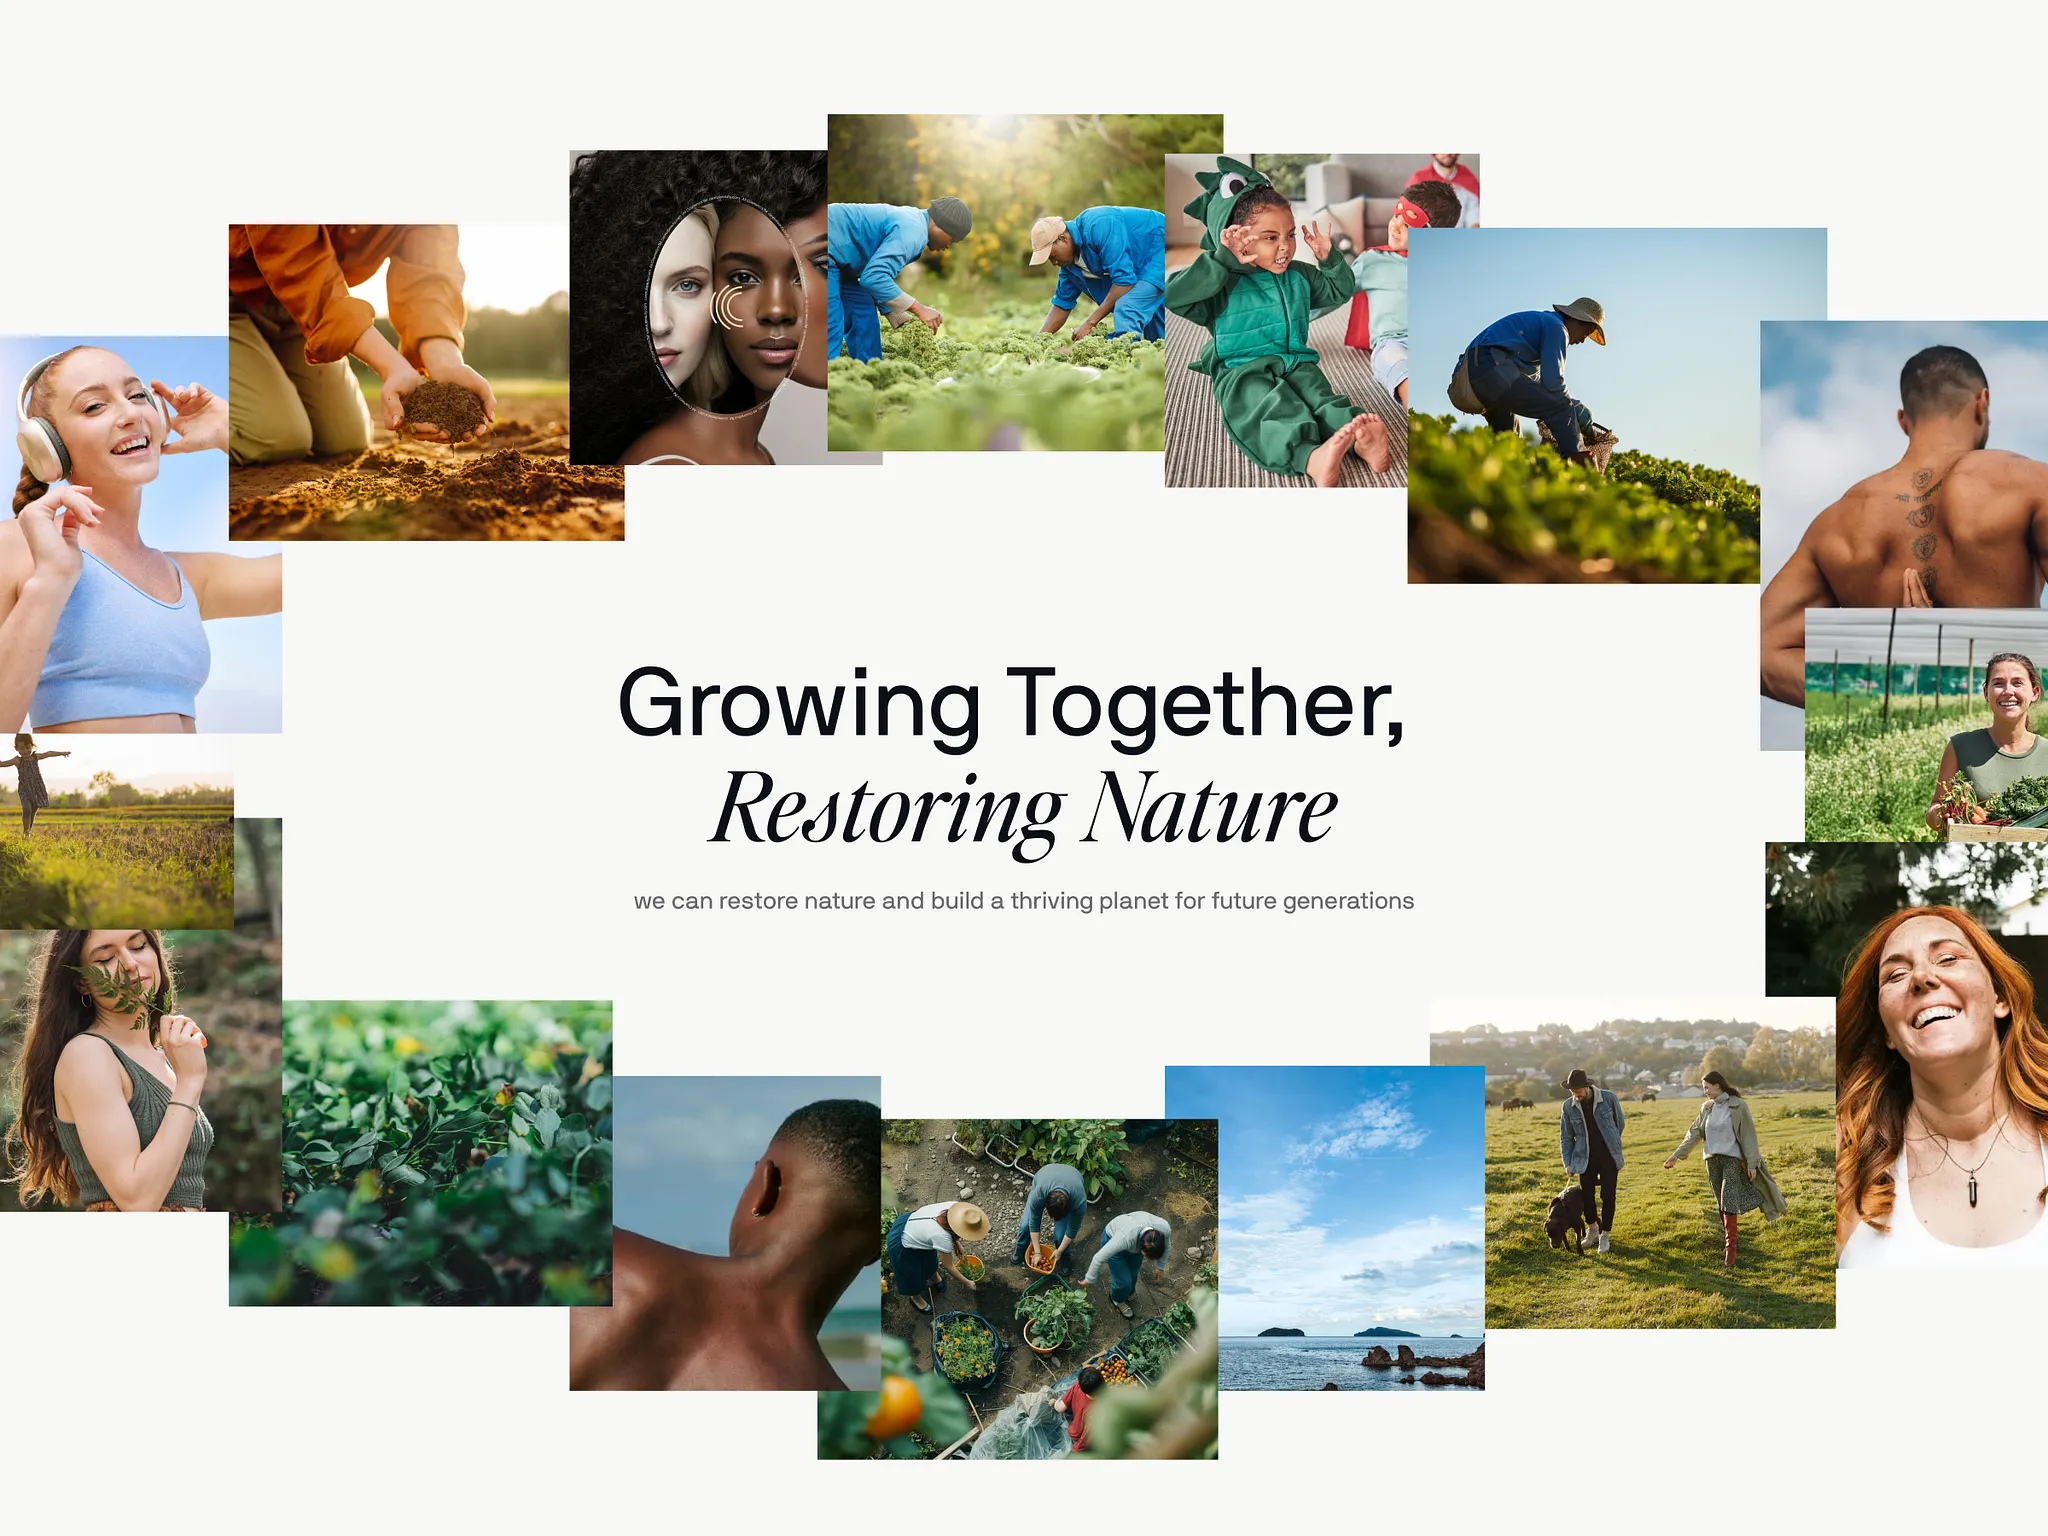 Growing Together,
Restoring Nature
we can restore nature and build a thriving planet for future generations